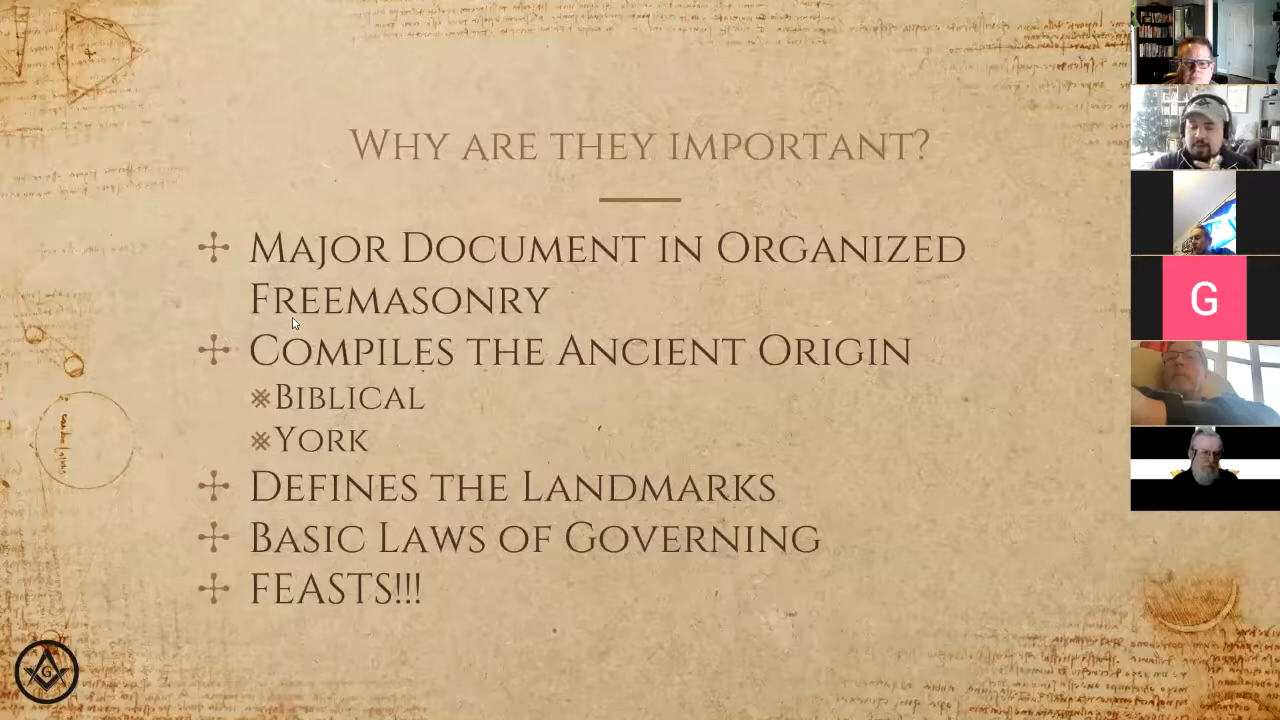 WHY ARE THEY IMPORTANT?
MAJOR DOCUMENT IN ORGANIZED
FREEMASONRY
COMPILES THE ANCIENT ORIGIN
BIBLICAL
YORK
DEFINES THE LANDMARKS
BASIC LAWS OF GOVERNING
FEASTS!!!
G
G